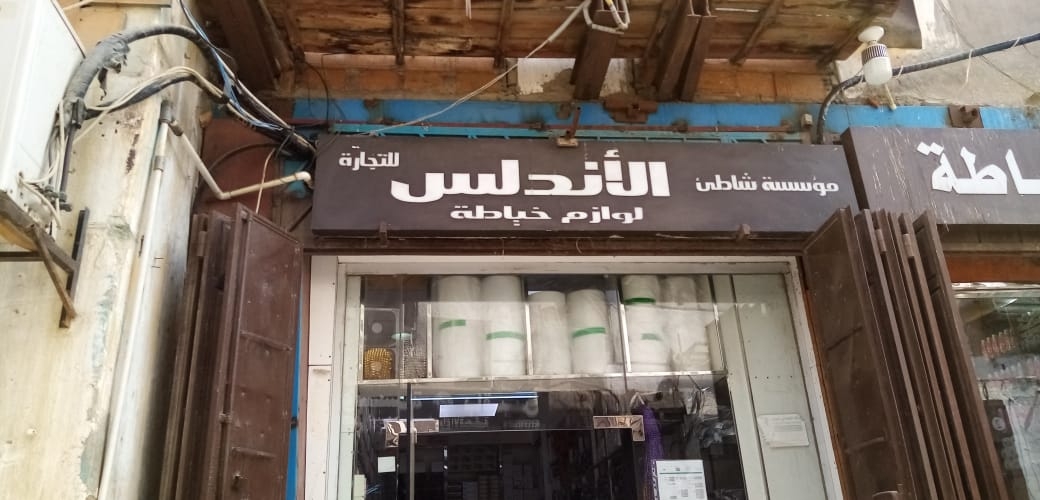 مؤسسة شاطئ الأندلس للتجارة
لوازم خياطة